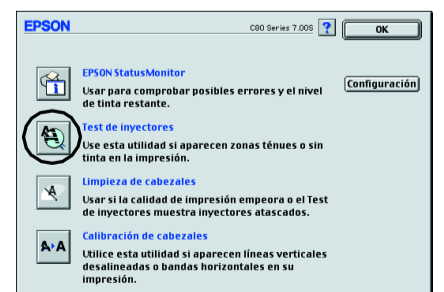 EPSON
C80 Series 7.00S
?
OK
EPSON StatusMonitor
Usar para comprobar posibles errores y el nivel
de tinta restante.
Configuración
Test de inyectores
Use esta utilidad si aparecen zonas ténues o sin
tinta en la impresión.
Limpieza de cabezales
Usar si la calidad de impresión empeora o el Test
de inyectores muestra inyectores atascados.
A›A
Calibración de cabezales
Utilice esta utilidad si aparecen líneas verticales
desalineadas o bandas horizontales en su
impresión.